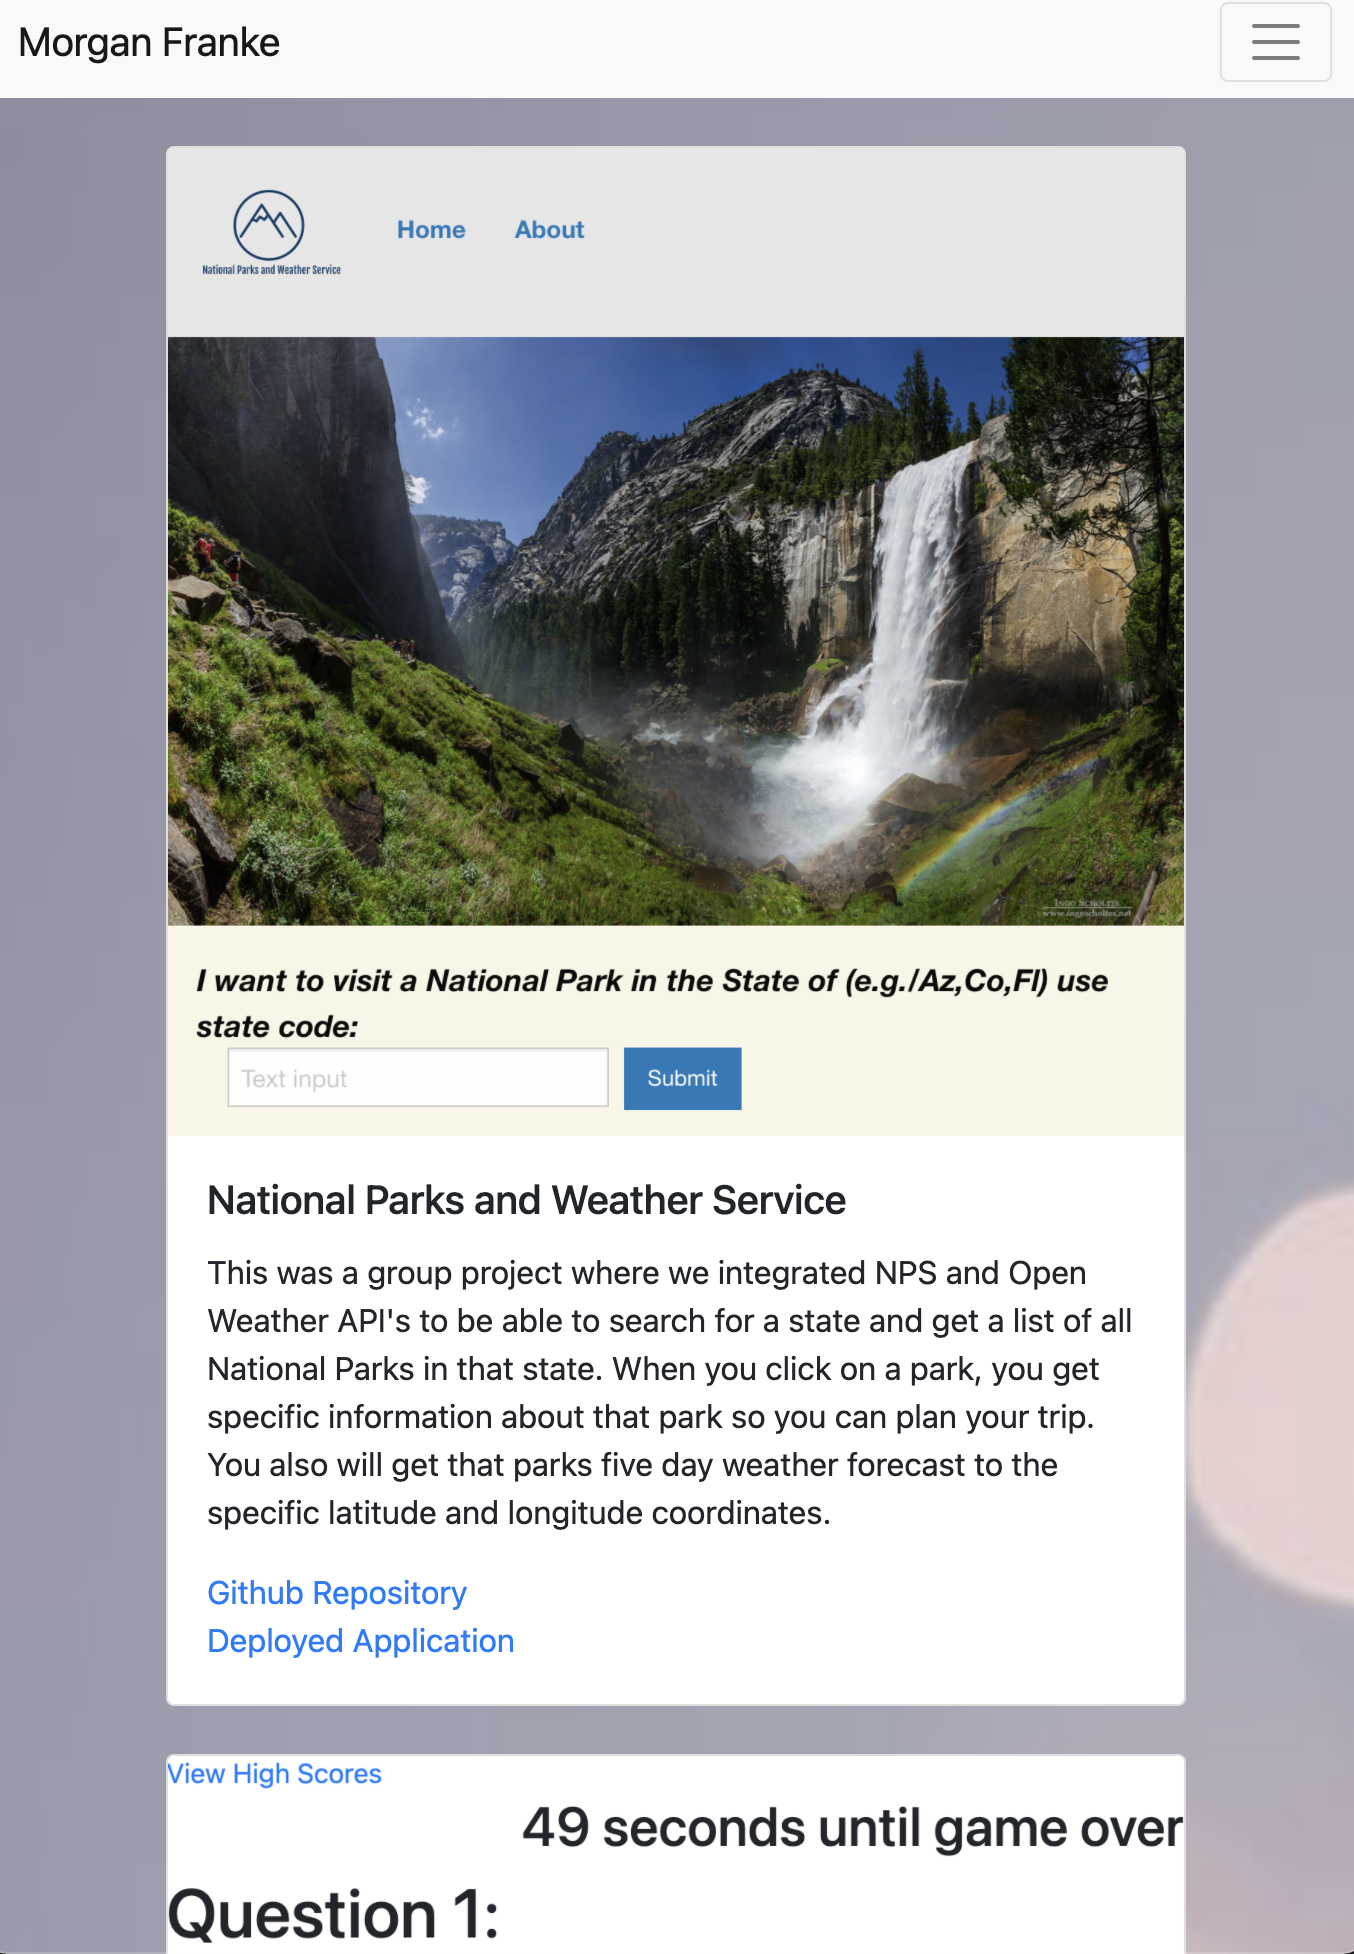 Morgan Franke
Home About
National Parks and Weather Service
INGO SCHOLTES
www.ingoscholtes.net
I want to visit a National Park in the State of (e.g./Az,Co,Fl) use
state code:
Text input Submit
National Parks and Weather Service
This was a group project where we integrated NPS and Open
Weather API's to be able to search for a state and get a list of all
National Parks in that state. When you click on a park, you get
specific information about that park so you can plan your trip.
You also will get that parks five day weather forecast to the
specific latitude and longitude coordinates.
Github Repository
Deployed Application
View High Scores
49 seconds until game over
Question 1: